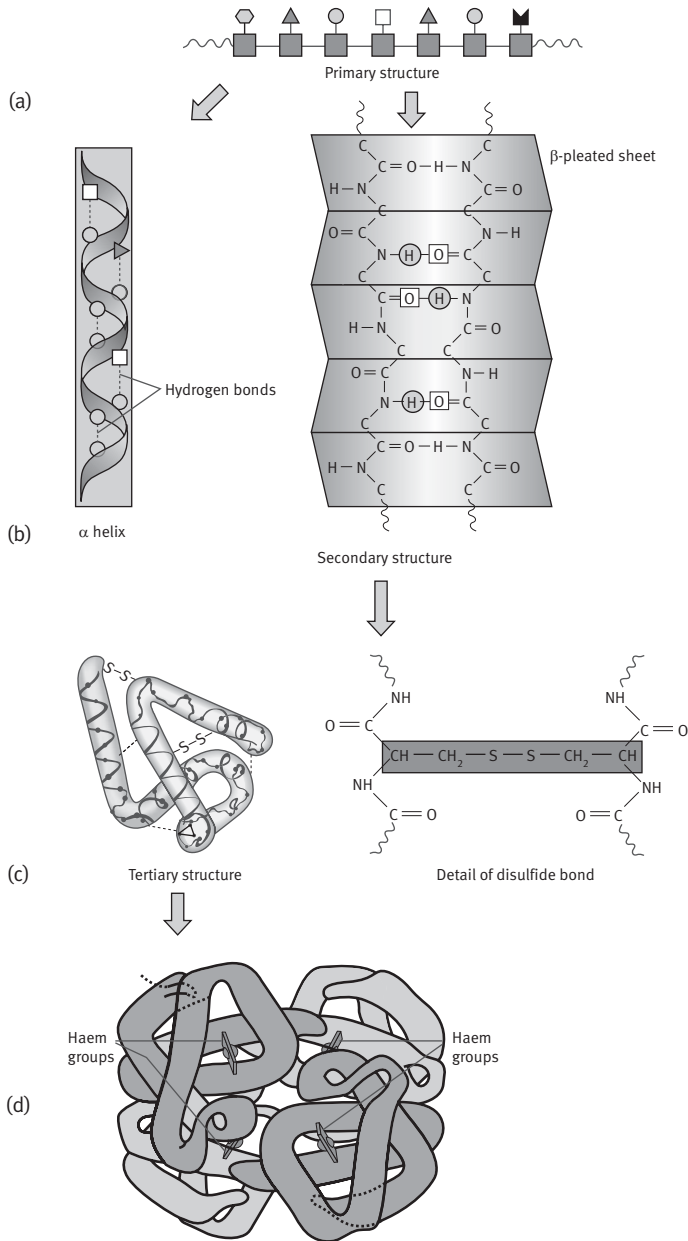 Primary structure
(a)
β-pleated sheet
C
C=O–H–N
H–N C=O
C C
O=C N–H
N–H–O=C
C C
C=O H–N
H–N C=O
C C
O=C N–H
N–H–O=C
C C
C=O–H–N
H–N C=O
C C
Hydrogen bonds
α helix
(b)
Secondary structure
S–S
S–S
NH NH
O=C C=O
CH—CH₂—S—S—CH₂—CH
NH NH
C=O O=C
(c)
Tertiary structure
Detail of disulfide bond
Haem
groups
Haem
groups
(d)